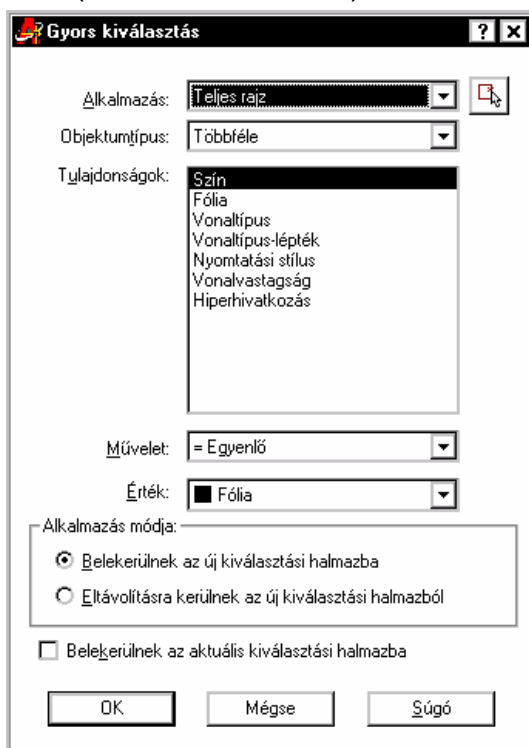 Gyors kiválasztás
Alkalmazás: Teljes rajz
Objektumtípus: Többféle
Tulajdonságok: Szín
Fólia
Vonaltípus
Vonaltípus-lépték
Nyomtatási stílus
Vonalvastagság
Hiperhivatkozás
Művelet: = Egyenlő
Érték: Fólia
Alkalmazás módja:
Belekerülnek az új kiválasztási halmazba
Eltávolításra kerülnek az új kiválasztási halmazból
Belekerülnek az aktuális kiválasztási halmazba
OK Mégse Súgó